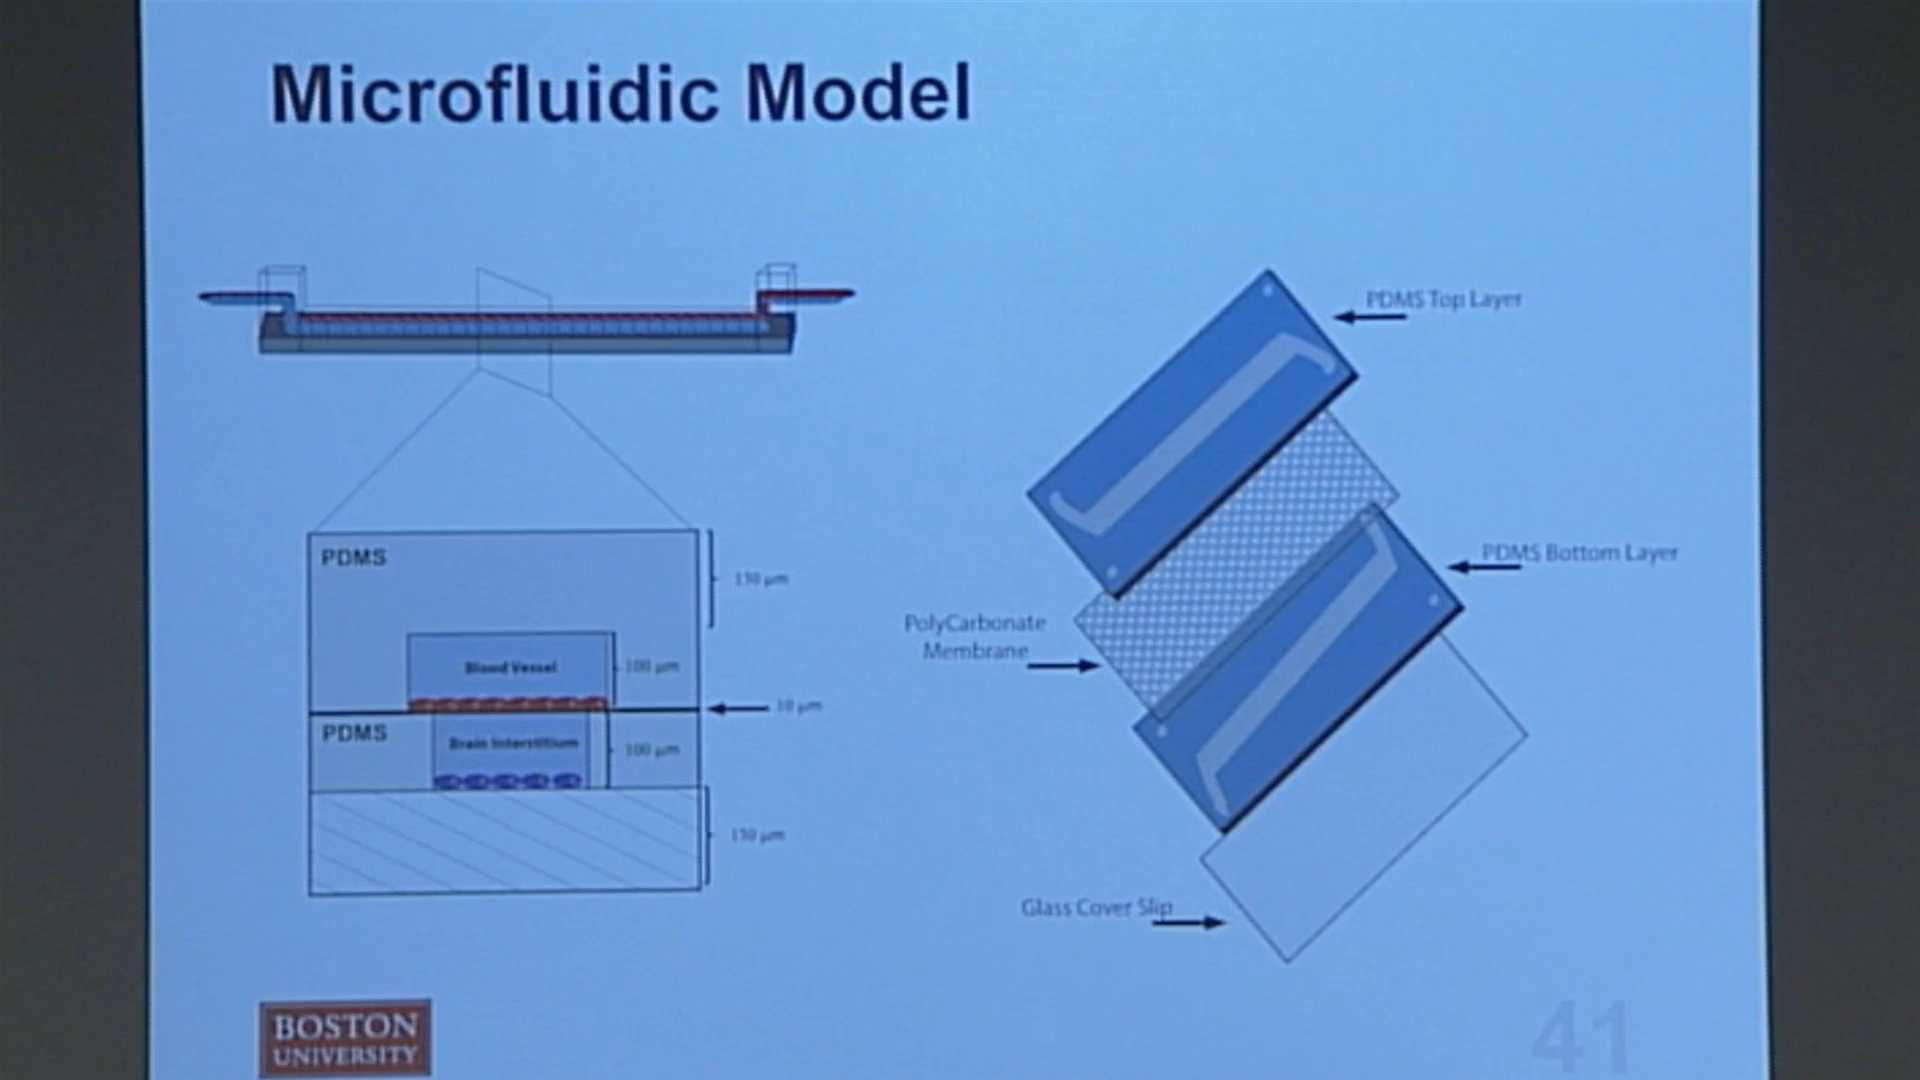 Microfluidic Model
PDMS Top Layer
PDMS
130 µm
PDMS Bottom Layer
PolyCarbonate
Membrane
Blood Vessel
100 µm
10 µm
PDMS
Brain Interstitium
100 µm
130 µm
Glass Cover Slip
BOSTON
UNIVERSITY
41